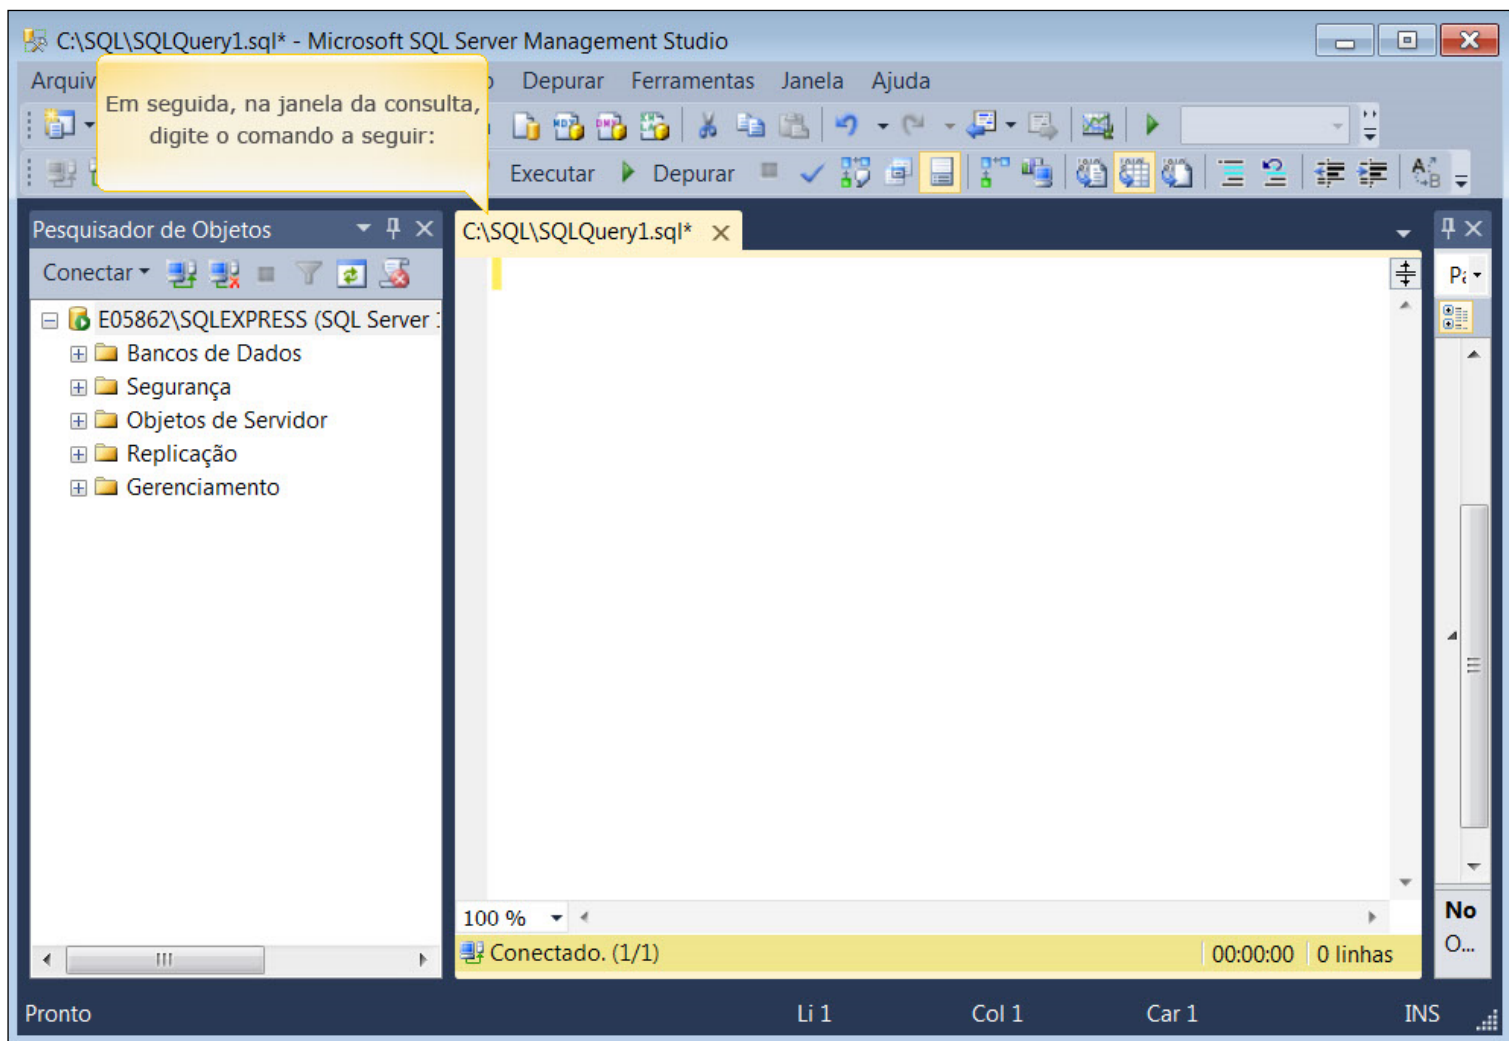 C:\SQL\SQLQuery1.sql* - Microsoft SQL Server Management Studio
Depurar Ferramentas Janela Ajuda
Em seguida, na janela da consulta,
digite o comando a seguir:
Executar Depurar
Pesquisador de Objetos
C:\SQL\SQLQuery1.sql*
Conectar
E05862\SQLEXPRESS (SQL Server
Bancos de Dados
Segurança
Objetos de Servidor
Replicação
Gerenciamento
100 %
Conectado. (1/1) 00:00:00 0 linhas
No
O...
Pronto Li 1 Col 1 Car 1 INS